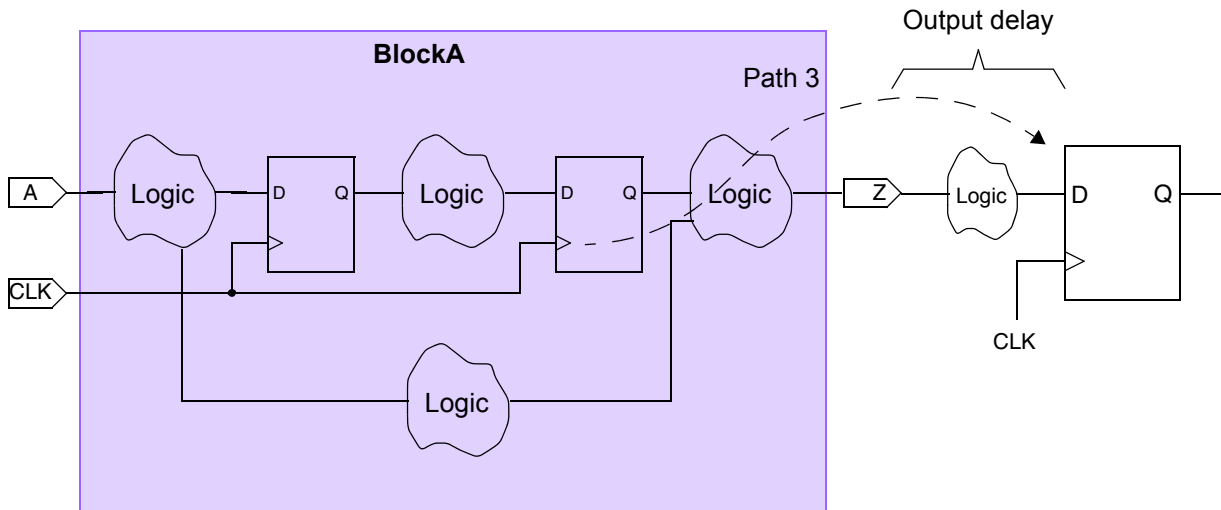 Output delay
BlockA
Path 3
Logic
D
Q
Logic
D
Q
Logic
A
Z
Logic
D
Q
CLK
CLK
Logic